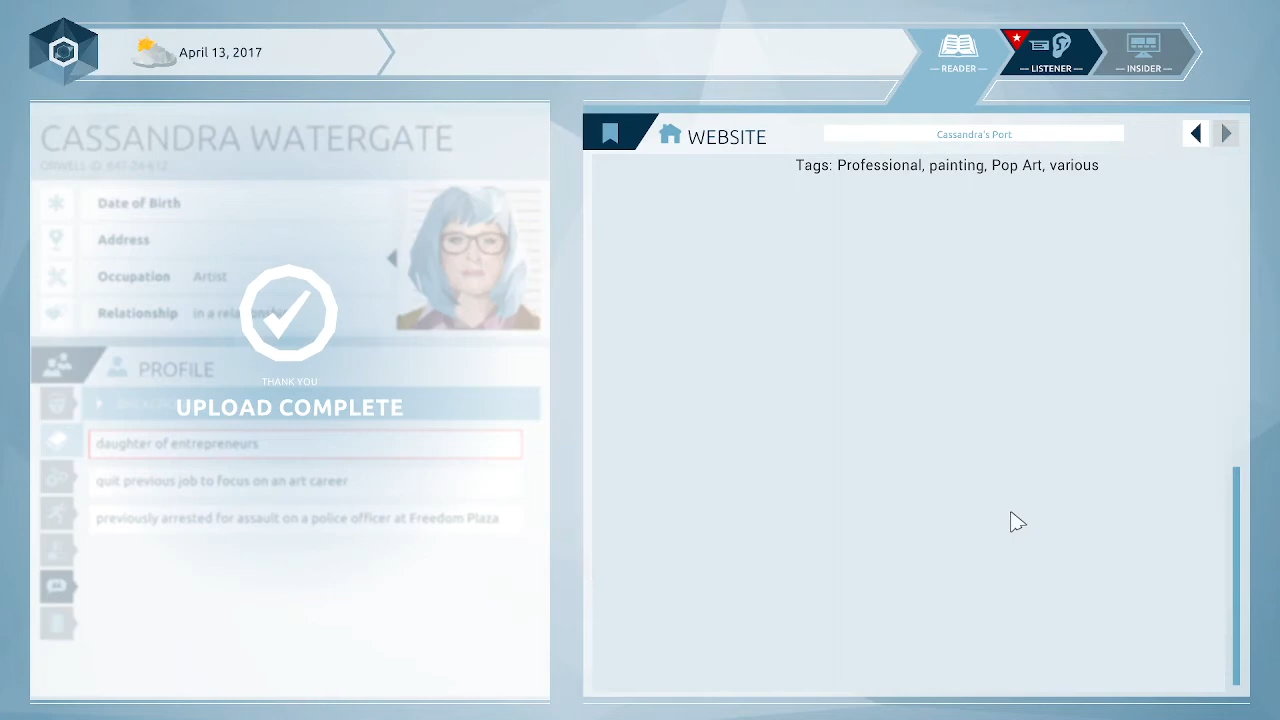 April 13, 2017
READER
LISTENER
INSIDER
CASSANDRA WATERGATE
Date of Birth
Address
Occupation Artist
Relationship in a relationship
PROFILE
THANK YOU
UPLOAD COMPLETE
daughter of entrepreneurs
quit previous job to focus on an art career
previously arrested for assault on a police officer at Freedom Plaza
WEBSITE
Cassandra's Port
Tags: Professional, painting, Pop Art, various